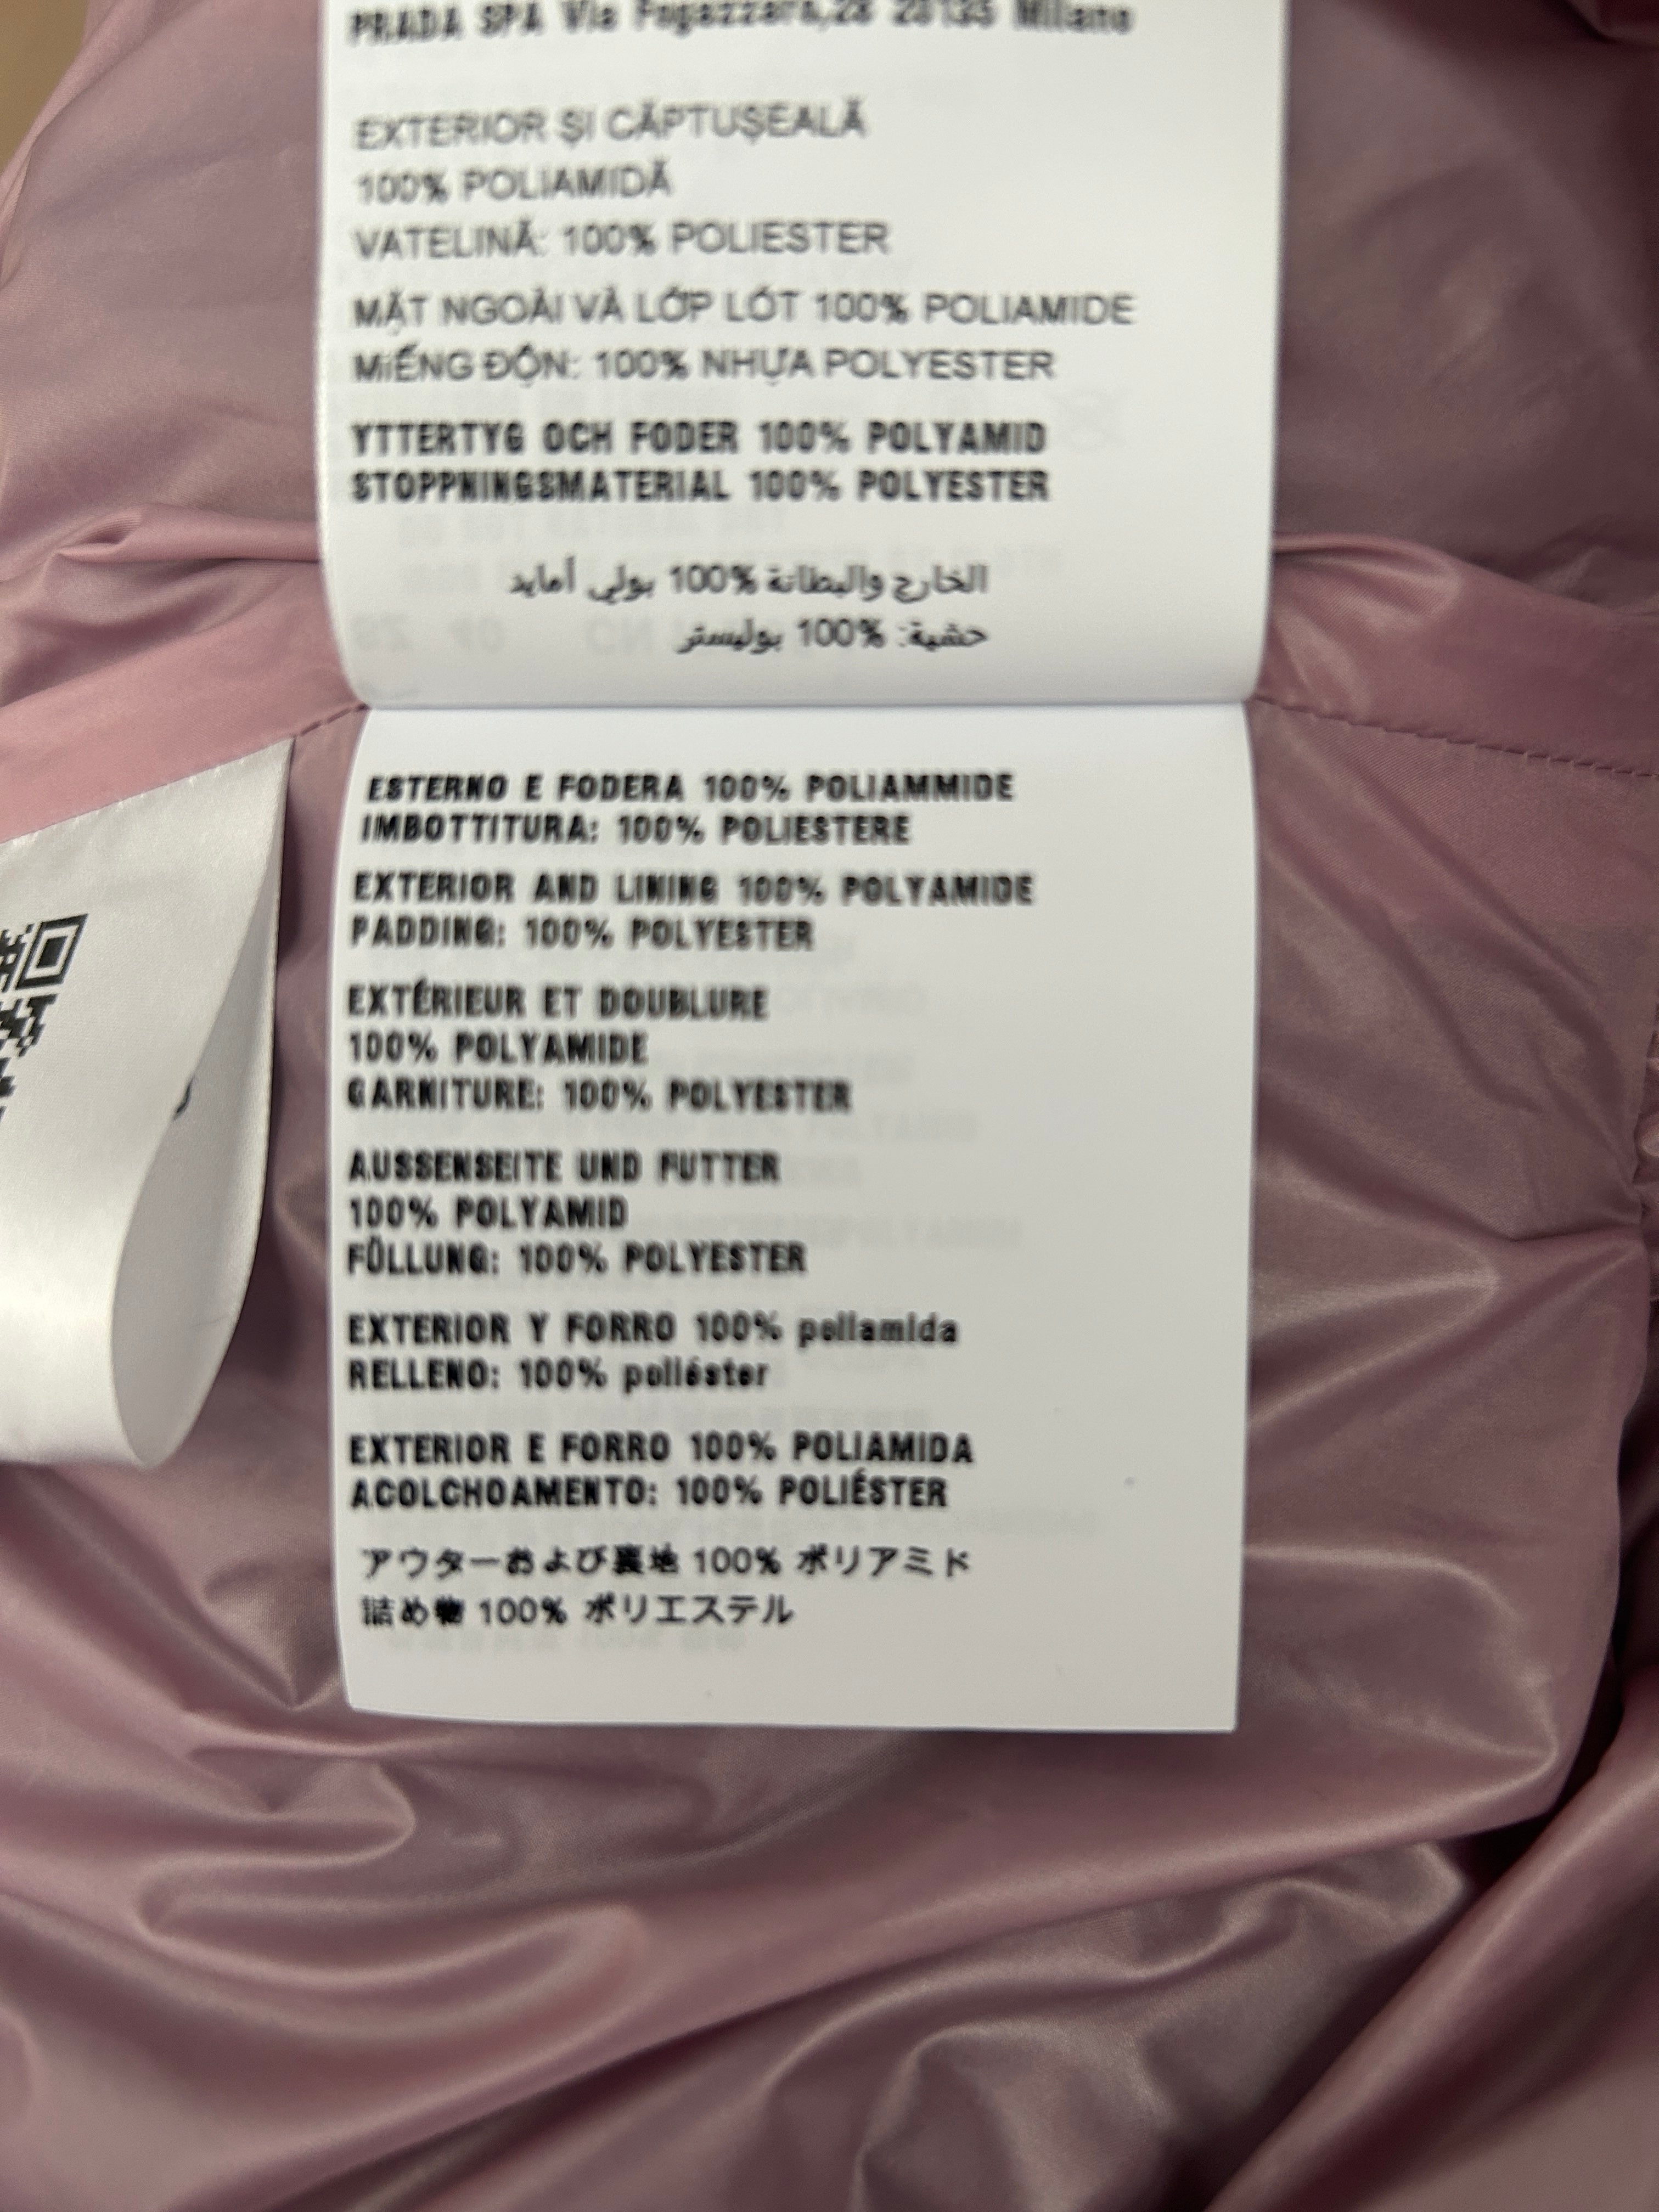 PRADA SPA Via Fogazzaro,28 20135 Milano
EXTERIOR ȘI CĂPTUȘEALĂ
100% POLIAMIDĂ
VATELINĂ: 100% POLIESTER
MẶT NGOÀI VÀ LỚP LÓT 100% POLIAMIDE
MIẾNG ĐỘN: 100% NHỰA POLYESTER
YTTERTYG OCH FODER 100% POLYAMID
STOPPNINGSMATERIAL 100% POLYESTER
الخارج والبطانة 100% بولي أمايد
حشية: 100% بوليستر
ESTERNO E FODERA 100% POLIAMMIDE
IMBOTTITURA: 100% POLIESTERE
EXTERIOR AND LINING 100% POLYAMIDE
PADDING: 100% POLYESTER
EXTÉRIEUR ET DOUBLURE
100% POLYAMIDE
GARNITURE: 100% POLYESTER
AUSSENSEITE UND FUTTER
100% POLYAMID
FÜLLUNG: 100% POLYESTER
EXTERIOR Y FORRO 100% poliamida
RELLENO: 100% poliéster
EXTERIOR E FORRO 100% POLIAMIDA
ACOLCHOAMENTO: 100% POLIÉSTER
アウターおよび裏地 100% ポリアミド
詰め物 100% ポリエステル